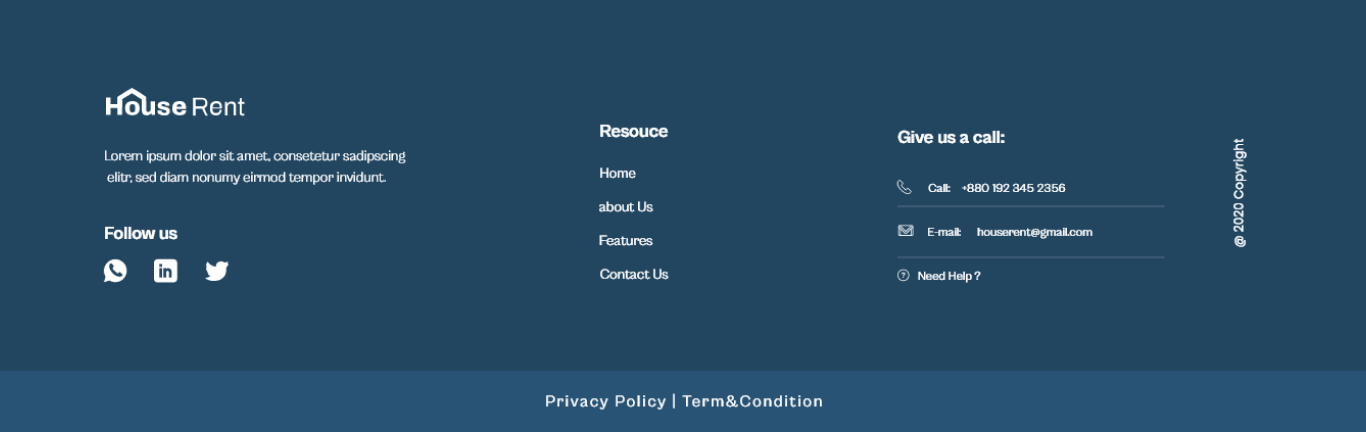 House Rent
Lorem ipsum dolor sit amet, consetetur sadipscing
elitr, sed diam nonumy eirmod tempor invidunt.
Follow us
in
Resouce
Home
about Us
Features
Contact Us
Give us a call:
Call: +880 192 345 2356
E-mail: houserent@gmail.com
? Need Help ?
@ 2020 Copyright
Privacy Policy | Term&Condition